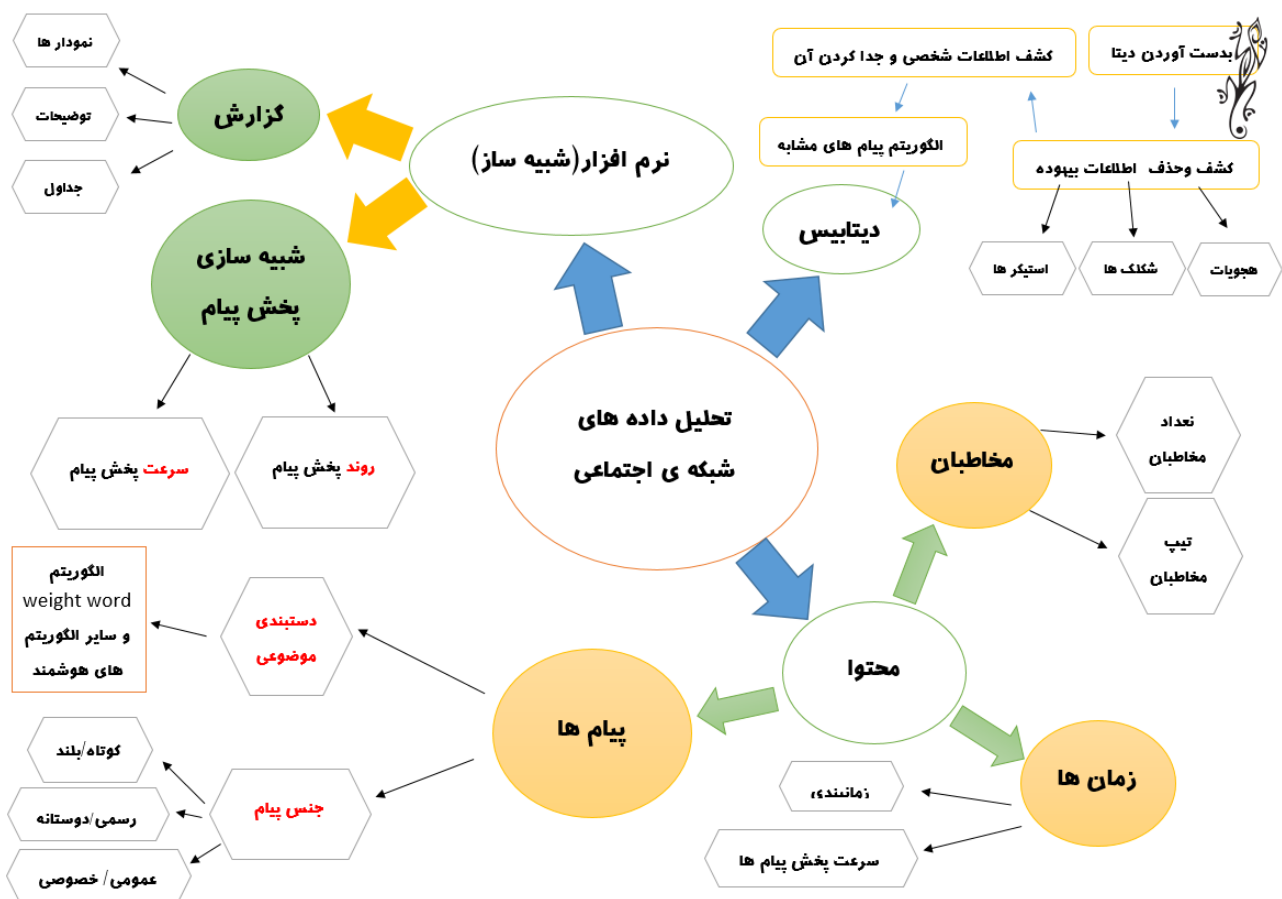 بدست آوردن دیتا
کشف وحذف اطلاعات بیهوده
هجویات
شکلک ها
استیکر ها
کشف اطلاعات شخصی و جدا کردن آن
الگوریتم پیام های مشابه
دیتابیس
نرم افزار(شبیه ساز)
گزارش
نمودار ها
توضیحات
جداول
شبیه سازی
پخش پیام
روند پخش پیام
سرعت پخش پیام
تحلیل داده های
شبکه ی اجتماعی
محتوا
مخاطبان
تعداد
مخاطبان
تیپ
مخاطبان
زمان ها
زمانبندی
سرعت پخش پیام ها
پیام ها
دستبندی
موضوعی
الگوریتم
weight word
و سایر الگوریتم
های هوشمند
جنس پیام
کوتاه/بلند
رسمی/دوستانه
عمومی/ خصوصی